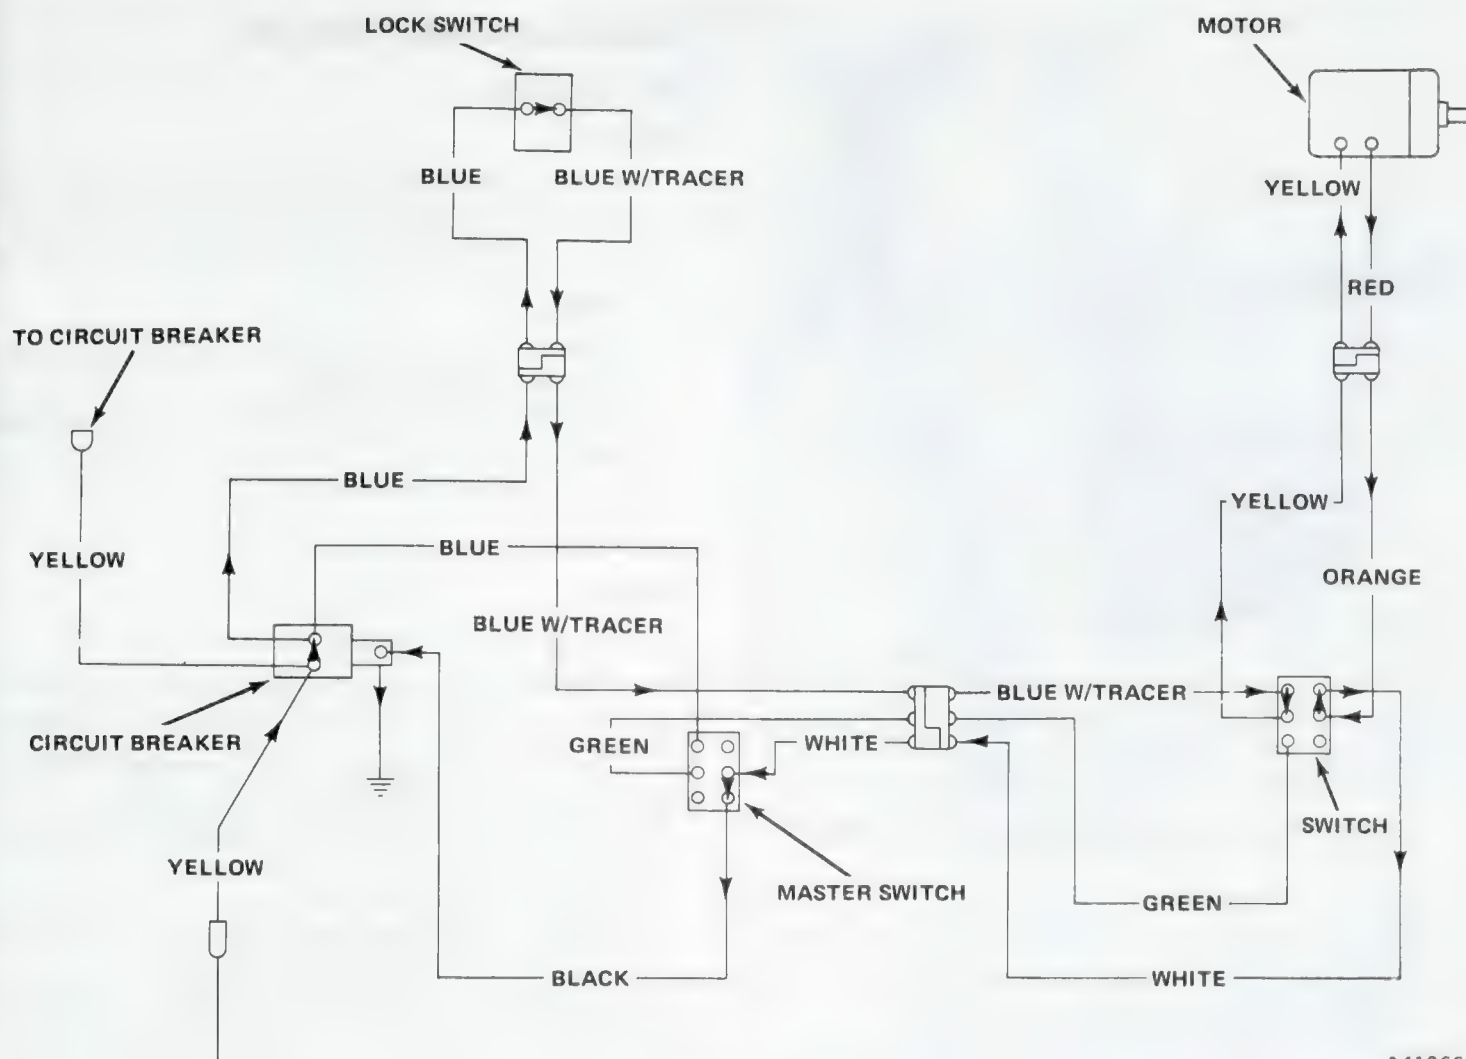 LOCK SWITCH
MOTOR
BLUE
BLUE W/TRACER
YELLOW
RED
TO CIRCUIT BREAKER
BLUE
YELLOW
BLUE
YELLOW
ORANGE
BLUE W/TRACER
BLUE W/TRACER
GREEN
WHITE
CIRCUIT BREAKER
SWITCH
YELLOW
MASTER SWITCH
GREEN
BLACK
WHITE